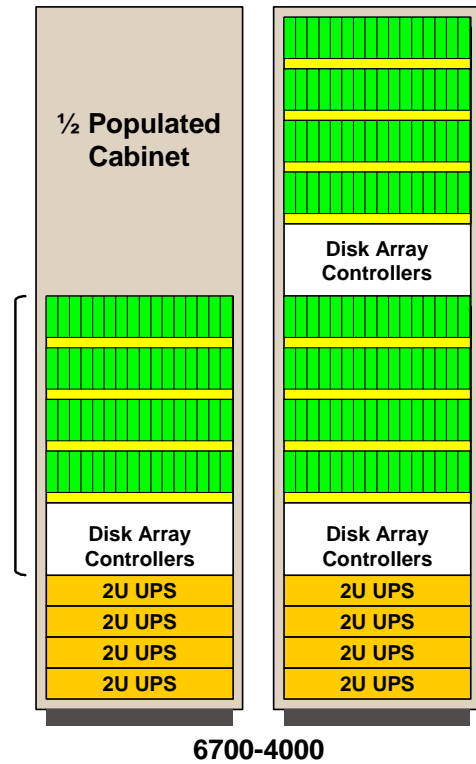 ½ Populated
Cabinet
Disk Array
Controllers
2U UPS
2U UPS
2U UPS
2U UPS
Disk Array
Controllers
Disk Array
Controllers
2U UPS
2U UPS
2U UPS
2U UPS
6700-4000